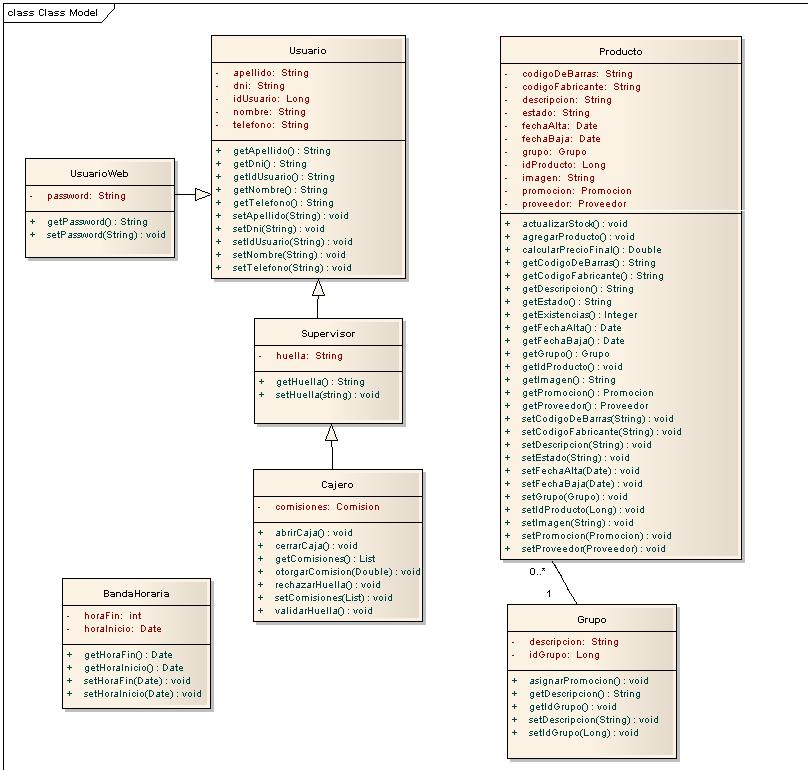 class Class Model
Usuario
- apellido: String
- dni: String
- idUsuario: Long
- nombre: String
- telefono: String
+ getApellido() : String
+ getDni() : String
+ getIdUsuario() : String
+ getNombre() : String
+ getTelefono() : String
+ setApellido(String) : void
+ setDni(String) : void
+ setIdUsuario(String) : void
+ setNombre(String) : void
+ setTelefono(String) : void
UsuarioWeb
- password: String
+ getPassword() : String
+ setPassword(String) : void
Supervisor
- huella: String
+ getHuella() : String
+ setHuella(string) : void
Cajero
- comisiones: Comision
+ abrirCaja() : void
+ cerrarCaja() : void
+ getComisiones() : List
+ otorgarComision(Double) : void
+ rechazarHuella() : void
+ setComisiones(List) : void
+ validarHuella() : void
BandaHoraria
- horaFin: int
- horaInicio: Date
+ getHoraFin() : Date
+ getHoraInicio() : Date
+ setHoraFin(Date) : void
+ setHoraInicio(Date) : void
Producto
- codigoDeBarras: String
- codigoFabricante: String
- descripcion: String
- estado: String
- fechaAlta: Date
- fechaBaja: Date
- grupo: Grupo
- idProducto: Long
- imagen: String
- promocion: Promocion
- proveedor: Proveedor
+ actualizarStock() : void
+ agregarProducto() : void
+ calcularPrecioFinal() : Double
+ getCodigoDeBarras() : String
+ getCodigoFabricante() : String
+ getDescripcion() : String
+ getEstado() : String
+ getExistencias() : Integer
+ getFechaAlta() : Date
+ getFechaBaja() : Date
+ getGrupo() : Grupo
+ getIdProducto() : void
+ getImagen() : String
+ getPromocion() : Promocion
+ getProveedor() : Proveedor
+ setCodigoDeBarras(String) : void
+ setCodigoFabricante(String) : void
+ setDescripcion(String) : void
+ setEstado(String) : void
+ setFechaAlta(Date) : void
+ setFechaBaja(Date) : void
+ setGrupo(Grupo) : void
+ setIdProducto(Long) : void
+ setImagen(String) : void
+ setPromocion(Promocion) : void
+ setProveedor(Proveedor) : void
0..*
1
Grupo
- descripcion: String
- idGrupo: Long
+ asignarPromocion() : void
+ getDescripcion() : String
+ getIdGrupo() : void
+ setDescripcion(String) : void
+ setIdGrupo(Long) : void